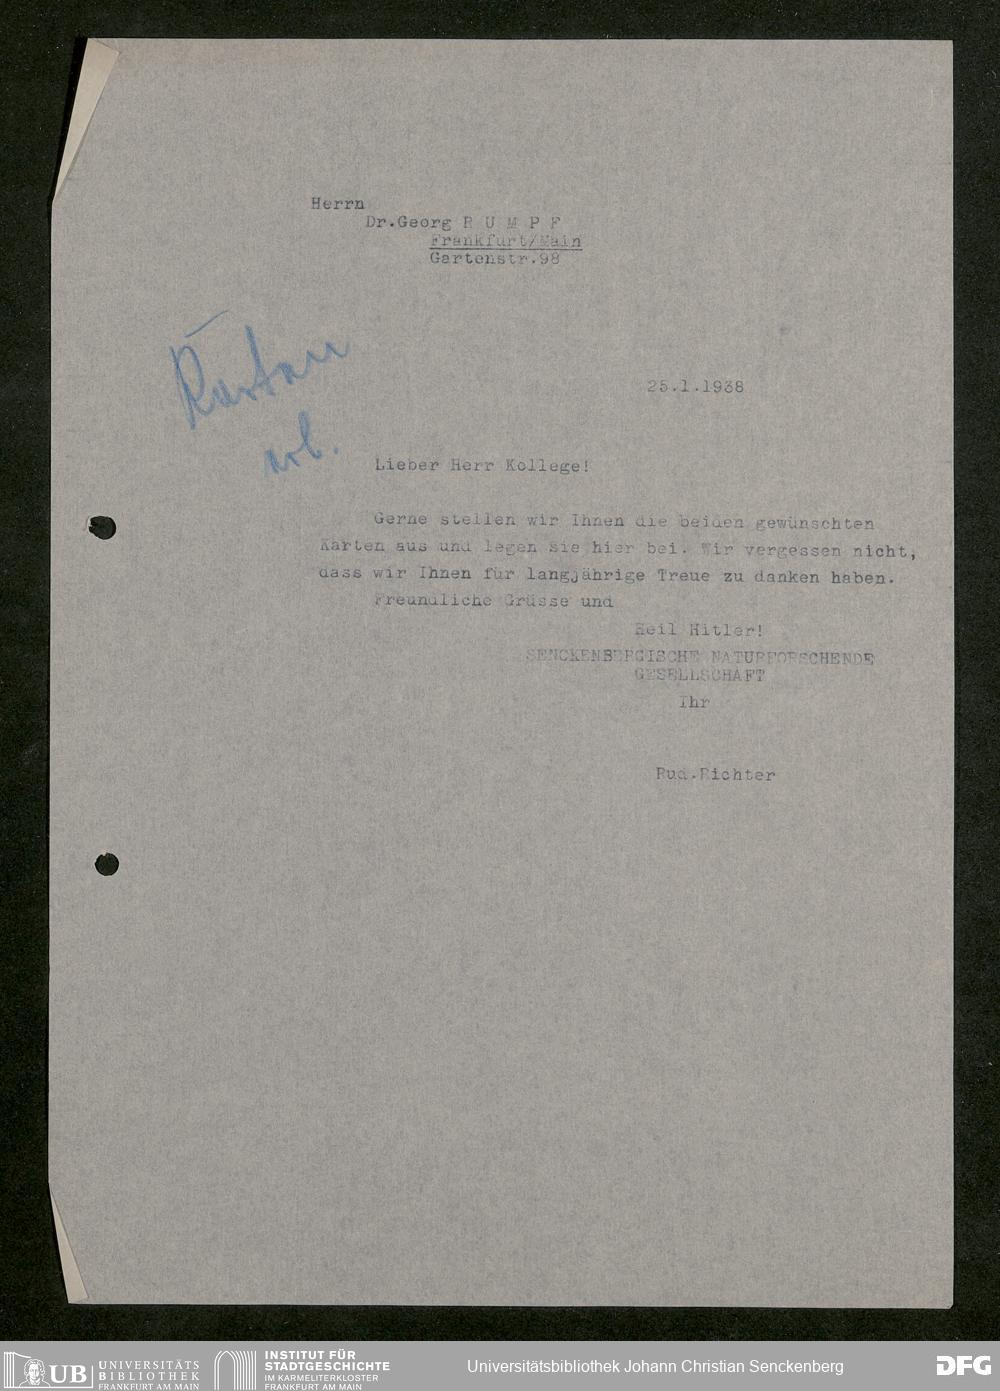 Herrn
Dr.Georg R U M P F
Frankfurt/Main
Gartenstr.98
Karten
erl.
25.1.1938
Lieber Herr Kollege!
Gerne stellen wir Ihnen die beiden gewünschten
Karten aus und legen sie hier bei. Wir vergessen nicht,
dass wir Ihnen für langjährige Treue zu danken haben.
Freundliche Grüsse und
Heil Hitler!
SENCKENBERGISCHE NATURFORSCHENDE
GESELLSCHAFT
Ihr
Rud.Richter
UB UNIVERSITÄTS
BIBLIOTHEK
FRANKFURT AM MAIN
INSTITUT FÜR
STADTGESCHICHTE
IM KARMELITERKLOSTER
FRANKFURT AM MAIN
Universitätsbibliothek Johann Christian Senckenberg
DFG